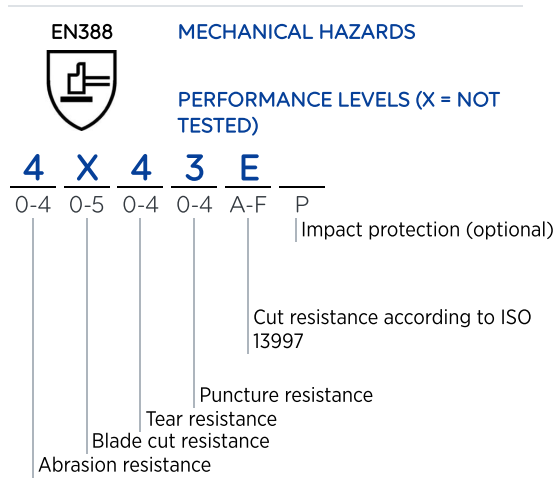 EN388
MECHANICAL HAZARDS
PERFORMANCE LEVELS (X = NOT
TESTED)
4 X 4 3 E
0-4 0-5 0-4 0-4 A-F P
Impact protection (optional)
Cut resistance according to ISO
13997
Puncture resistance
Tear resistance
Blade cut resistance
Abrasion resistance